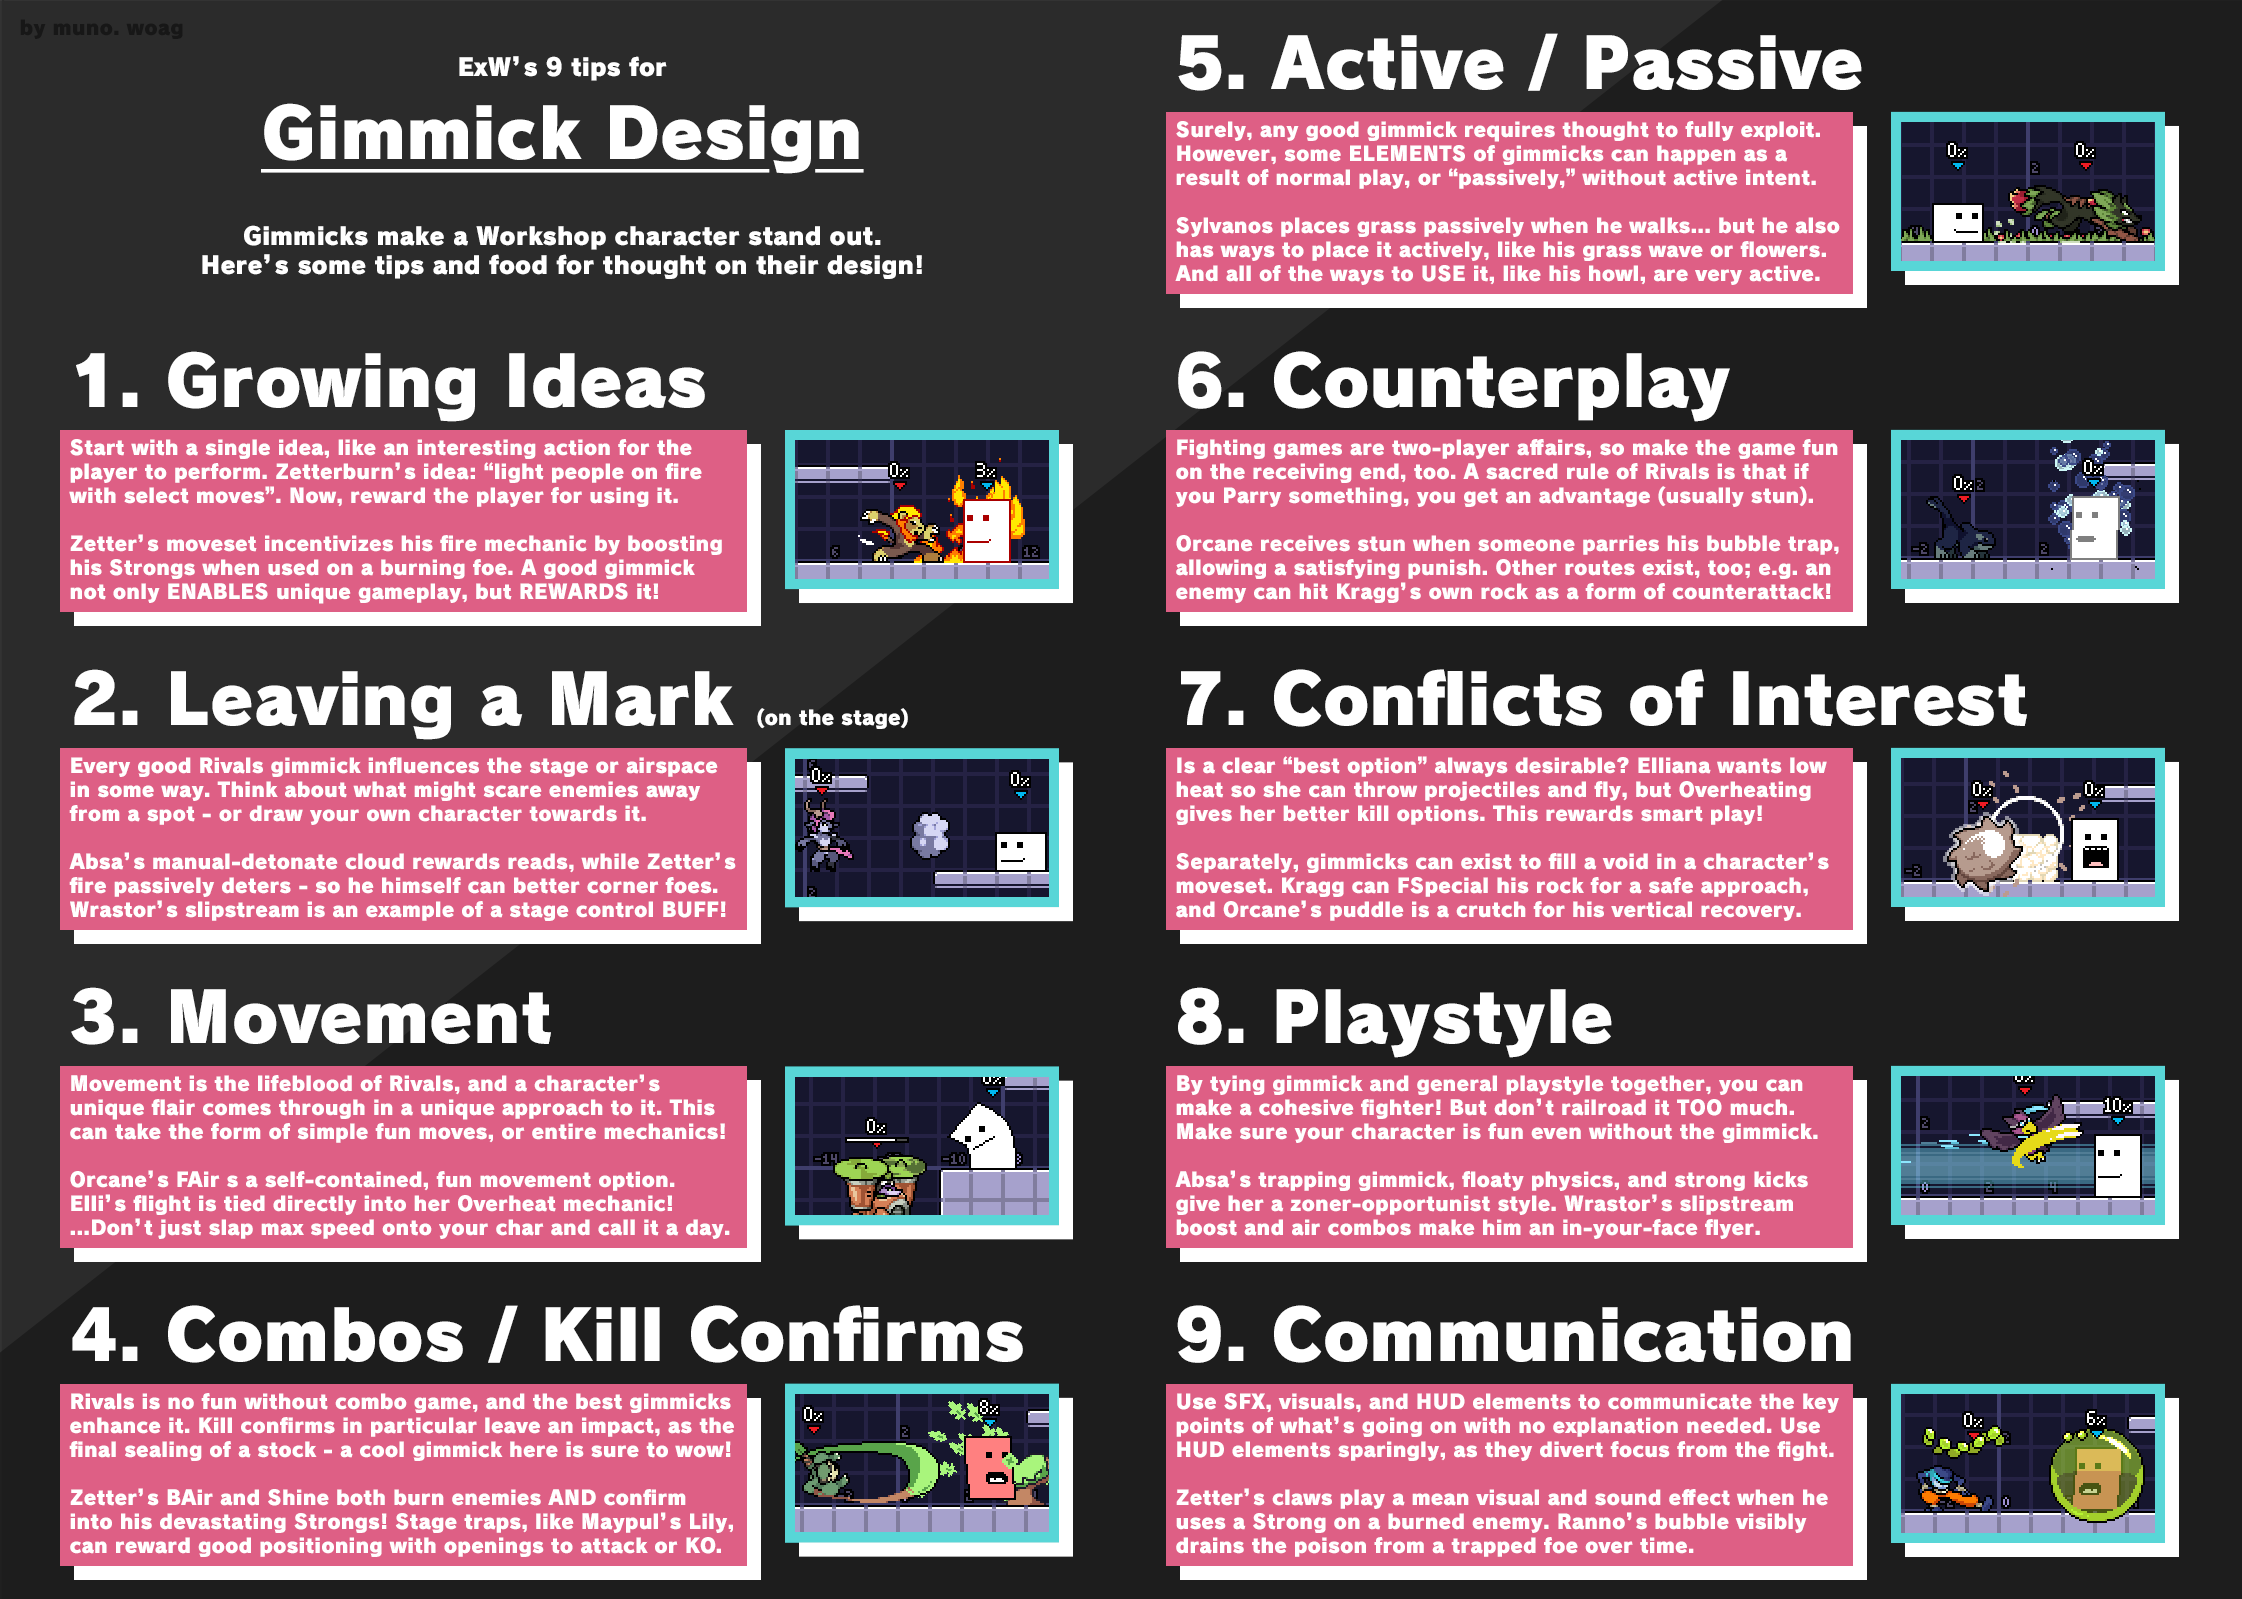 by muno. woag
ExW's 9 tips for
Gimmick Design
Gimmicks make a Workshop character stand out.
Here's some tips and food for thought on their design!
1. Growing Ideas
Start with a single idea, like an interesting action for the
player to perform. Zetterburn's idea: “light people on fire
with select moves”. Now, reward the player for using it.
Zetter's moveset incentivizes his fire mechanic by boosting
his Strongs when used on a burning foe. A good gimmick
not only ENABLES unique gameplay, but REWARDS it!
0%
3%
6
12
2. Leaving a Mark (on the stage)
Every good Rivals gimmick influences the stage or airspace
in some way. Think about what might scare enemies away
from a spot - or draw your own character towards it.
Absa's manual-detonate cloud rewards reads, while Zetter's
fire passively deters - so he himself can better corner foes.
Wrastor's slipstream is an example of a stage control BUFF!
0%
0%
2
3. Movement
Movement is the lifeblood of Rivals, and a character's
unique flair comes through in a unique approach to it. This
can take the form of simple fun moves, or entire mechanics!
Orcane's FAir s a self-contained, fun movement option.
Elli's flight is tied directly into her Overheat mechanic!
...Don't just slap max speed onto your char and call it a day.
0%
0%
-14
-10
4. Combos / Kill Confirms
Rivals is no fun without combo game, and the best gimmicks
enhance it. Kill confirms in particular leave an impact, as the
final sealing of a stock - a cool gimmick here is sure to wow!
Zetter's BAir and Shine both burn enemies AND confirm
into his devastating Strongs! Stage traps, like Maypul's Lily,
can reward good positioning with openings to attack or KO.
0%
8%
2
5. Active / Passive
Surely, any good gimmick requires thought to fully exploit.
However, some ELEMENTS of gimmicks can happen as a
result of normal play, or “passively,” without active intent.
Sylvanos places grass passively when he walks... but he also
has ways to place it actively, like his grass wave or flowers.
And all of the ways to USE it, like his howl, are very active.
0%
0%
2
6. Counterplay
Fighting games are two-player affairs, so make the game fun
on the receiving end, too. A sacred rule of Rivals is that if
you Parry something, you get an advantage (usually stun).
Orcane receives stun when someone parries his bubble trap,
allowing a satisfying punish. Other routes exist, too; e.g. an
enemy can hit Kragg's own rock as a form of counterattack!
0%
0%
2
-2
2
7. Conflicts of Interest
Is a clear “best option” always desirable? Elliana wants low
heat so she can throw projectiles and fly, but Overheating
gives her better kill options. This rewards smart play!
Separately, gimmicks can exist to fill a void in a character's
moveset. Kragg can FSpecial his rock for a safe approach,
and Orcane's puddle is a crutch for his vertical recovery.
0%
0%
2
-2
8. Playstyle
By tying gimmick and general playstyle together, you can
make a cohesive fighter! But don't railroad it TOO much.
Make sure your character is fun even without the gimmick.
Absa's trapping gimmick, floaty physics, and strong kicks
give her a zoner-opportunist style. Wrastor's slipstream
boost and air combos make him an in-your-face flyer.
0%
10%
2
0
2
4
9. Communication
Use SFX, visuals, and HUD elements to communicate the key
points of what's going on with no explanation needed. Use
HUD elements sparingly, as they divert focus from the fight.
Zetter's claws play a mean visual and sound effect when he
uses a Strong on a burned enemy. Ranno's bubble visibly
drains the poison from a trapped foe over time.
0%
6%
2
0